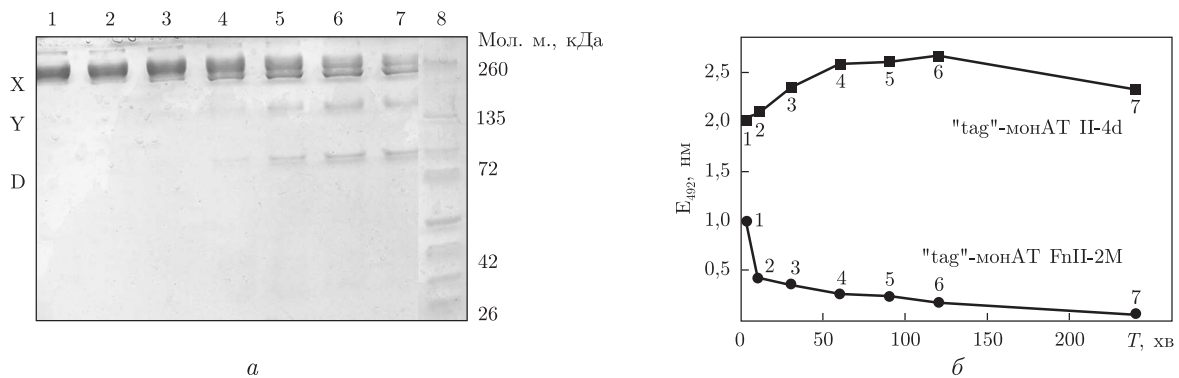 1 2 3 4 5 6 7 8
Мол. м., кДа
X
Y
D
260
135
72
42
26
а
E₄₉₂, нм
2,5
2,0
1,5
1,0
0,5
1 2 3 4 5 6 7
"tag"-монАТ II-4d
1 2 3 4 5 6 7
"tag"-монАТ FnII-2M
0 50 100 150 200 T, хв
б